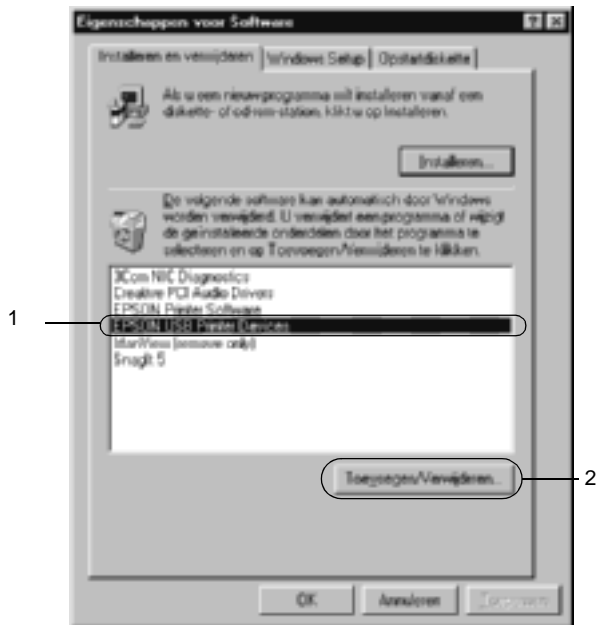 Eigenschappen voor Software
Installeren en verwijderen Windows Setup Opstartdiskette
Als u een nieuw programma wilt installeren vanaf een
diskette- of cd-rom-station, klikt u op Installeren.
Installeren...
De volgende software kan automatisch door Windows
worden verwijderd. U verwijdert een programma of wijzigt
de geïnstalleerde onderdelen door het programma te
selecteren en op Toevoegen/Verwijderen te klikken.
3Com NIC Diagnostics
Creative PCI Audio Drivers
EPSON Printer Software
1
EPSON USB Printer Devices
IrfanView (remove only)
SnagIt 5
Toevoegen/Verwijderen...
2
OK
Annuleren
Toepassen